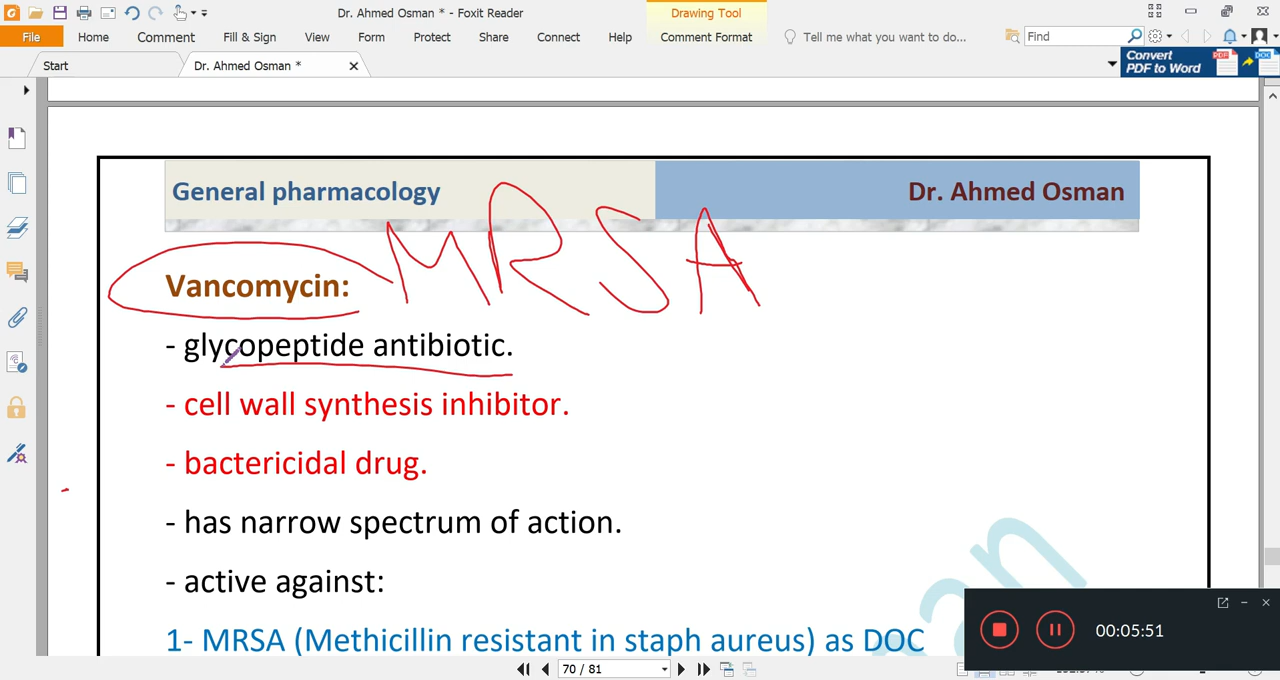 Dr. Ahmed Osman * - Foxit Reader
Drawing Tool
File Home Comment Fill & Sign View Form Protect Share Connect Help Comment Format Tell me what you want to do... Find
Start
Dr. Ahmed Osman *
Convert
PDF to Word
General pharmacology
Dr. Ahmed Osman
MRSA
Vancomycin:
- glycopeptide antibiotic.
- cell wall synthesis inhibitor.
- bactericidal drug.
- has narrow spectrum of action.
- active against:
1- MRSA (Methicillin resistant in staph aureus) as DOC
00:05:51
70 / 81